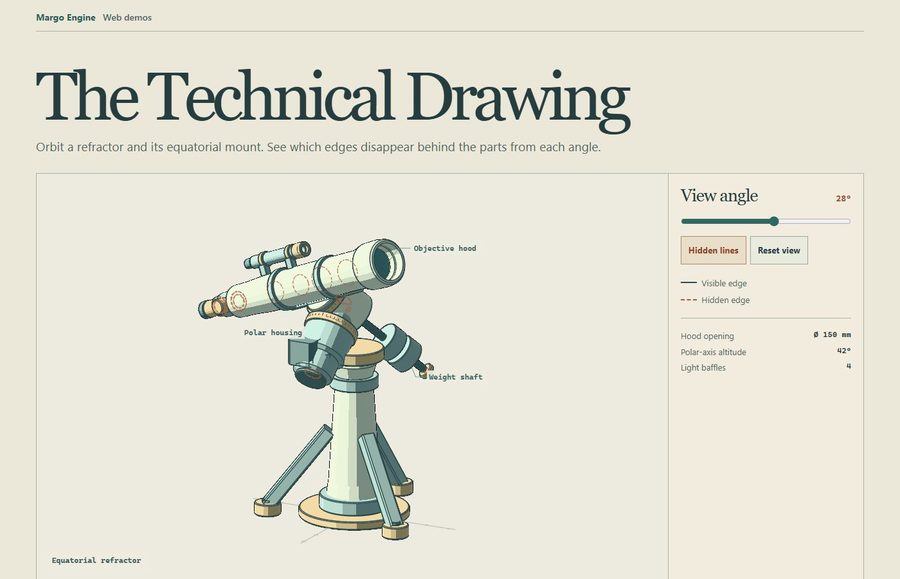 Margo Engine Web demos
The Technical Drawing
Orbit a refractor and its equatorial mount. See which edges disappear behind the parts from each angle.
Objective hood
Polar housing
Weight shaft
Equatorial refractor
View angle 28°
Hidden lines Reset view
Visible edge
Hidden edge
Hood opening Ø 150 mm
Polar-axis altitude 42°
Light baffles 4